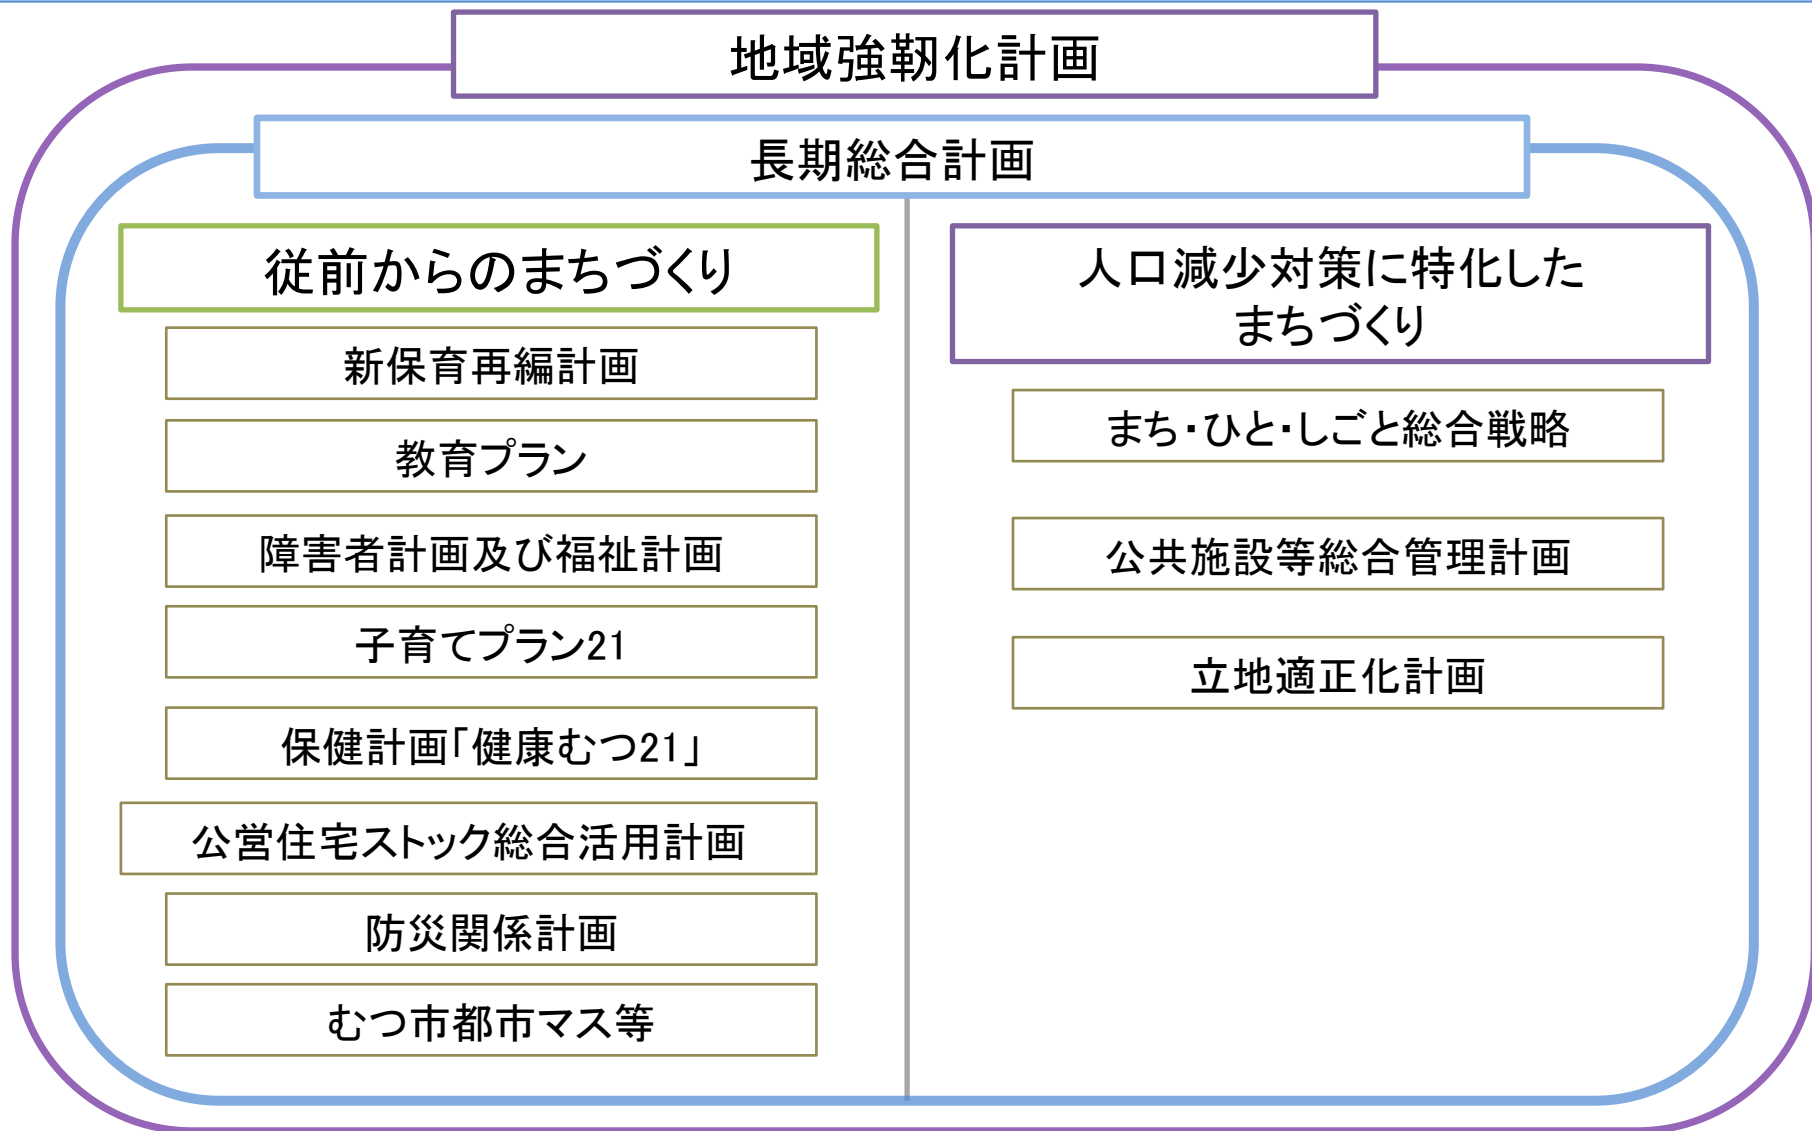 地域強靭化計画
長期総合計画
従前からのまちづくり
新保育再編計画
教育プラン
障害者計画及び福祉計画
子育てプラン21
保健計画「健康むつ21」
公営住宅ストック総合活用計画
防災関係計画
むつ市都市マス等
人口減少対策に特化した
まちづくり
まち・ひと・しごと総合戦略
公共施設等総合管理計画
立地適正化計画